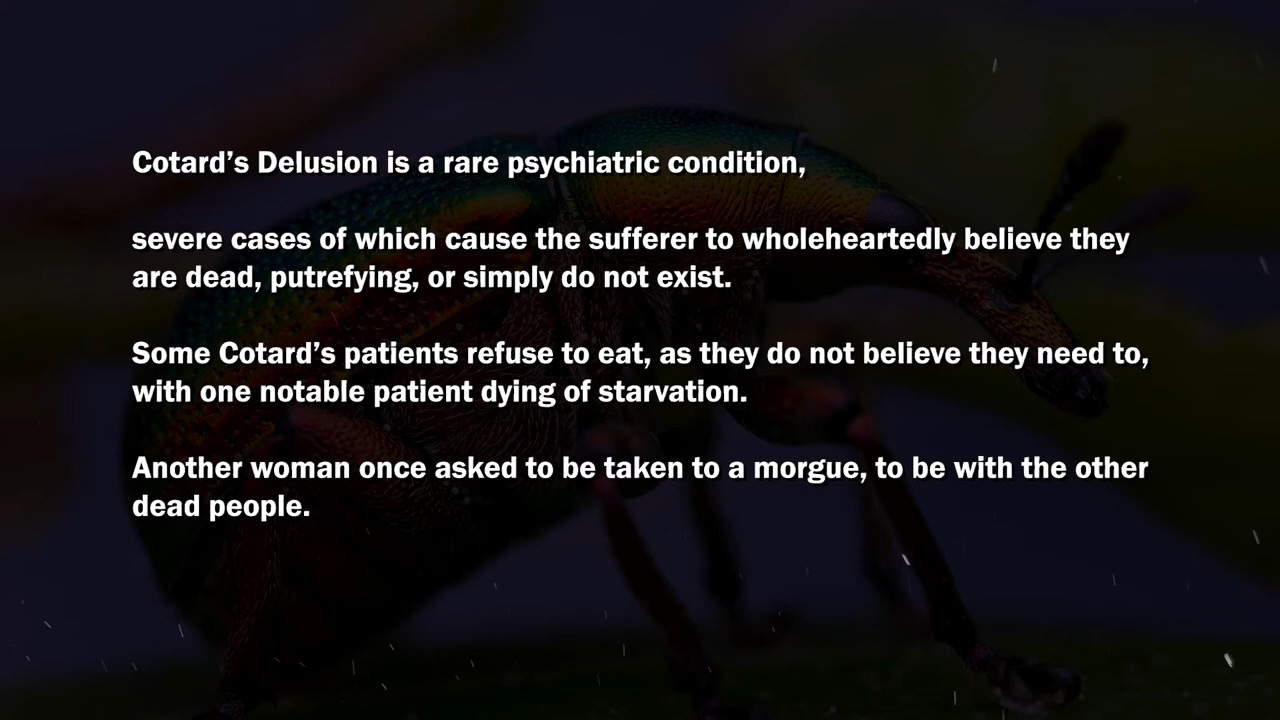 Cotard’s Delusion is a rare psychiatric condition,
severe cases of which cause the sufferer to wholeheartedly believe they
are dead, putrefying, or simply do not exist.
Some Cotard’s patients refuse to eat, as they do not believe they need to,
with one notable patient dying of starvation.
Another woman once asked to be taken to a morgue, to be with the other
dead people.